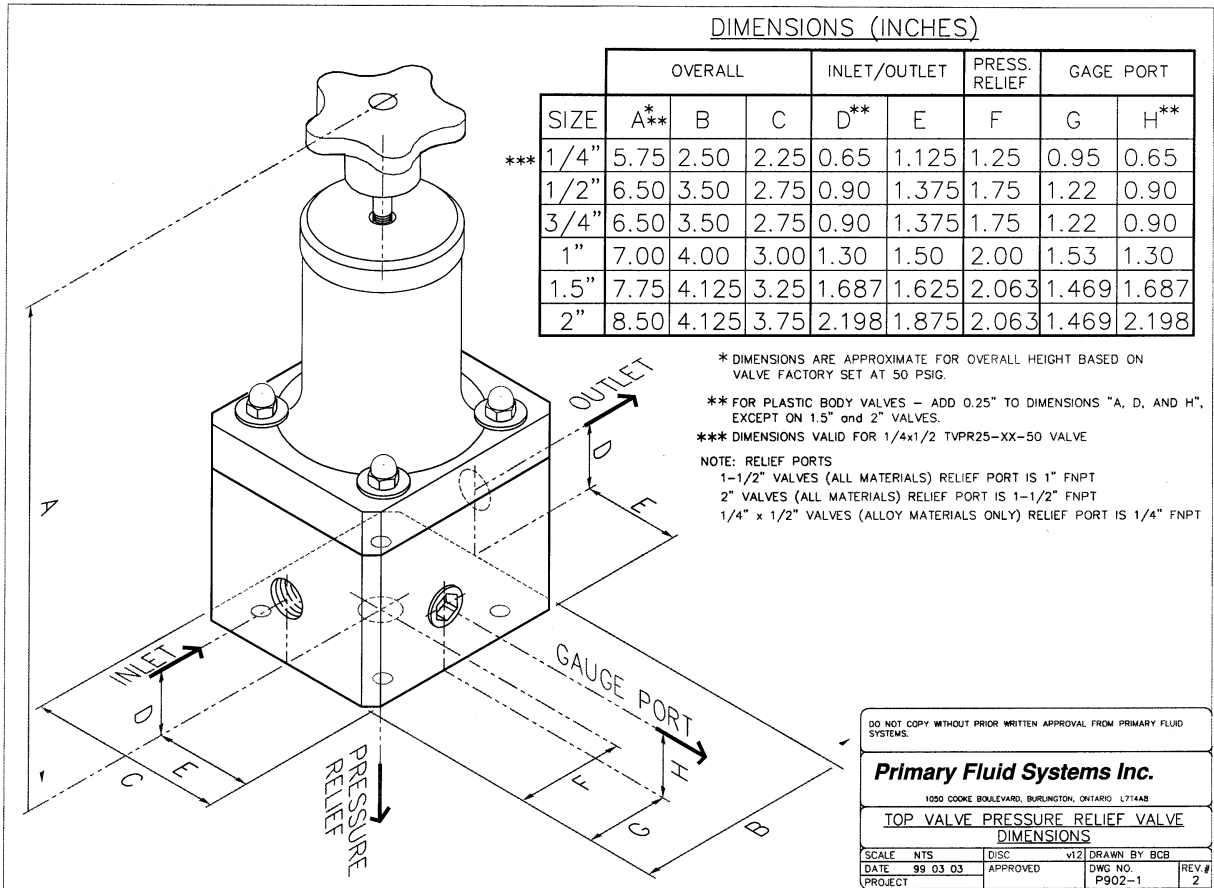 DIMENSIONS (INCHES)
OVERALL INLET/OUTLET PRESS. RELIEF GAGE PORT
SIZE A*** B C D** E F G H**
*** 1/4" 5.75 2.50 2.25 0.65 1.125 1.25 0.95 0.65
1/2" 6.50 3.50 2.75 0.90 1.375 1.75 1.22 0.90
3/4" 6.50 3.50 2.75 0.90 1.375 1.75 1.22 0.90
1" 7.00 4.00 3.00 1.30 1.50 2.00 1.53 1.30
1.5" 7.75 4.125 3.25 1.687 1.625 2.063 1.469 1.687
2" 8.50 4.125 3.75 2.198 1.875 2.063 1.469 2.198
* DIMENSIONS ARE APPROXIMATE FOR OVERALL HEIGHT BASED ON
VALVE FACTORY SET AT 50 PSIG.
** FOR PLASTIC BODY VALVES – ADD 0.25" TO DIMENSIONS "A, D, AND H",
EXCEPT ON 1.5" and 2" VALVES.
*** DIMENSIONS VALID FOR 1/4x1/2 TVPR25-XX-50 VALVE
NOTE: RELIEF PORTS
1-1/2" VALVES (ALL MATERIALS) RELIEF PORT IS 1" FNPT
2" VALVES (ALL MATERIALS) RELIEF PORT IS 1-1/2" FNPT
1/4" x 1/2" VALVES (ALLOY MATERIALS ONLY) RELIEF PORT IS 1/4" FNPT
OUTLET
D
E
A
INLET
D
E
C
PRESSURE
RELIEF
GAUGE PORT
H
F
G
B
DO NOT COPY WITHOUT PRIOR WRITTEN APPROVAL FROM PRIMARY FLUID
SYSTEMS.
Primary Fluid Systems Inc.
1050 COOKE BOULEVARD, BURLINGTON, ONTARIO L7T4A8
TOP VALVE PRESSURE RELIEF VALVE
DIMENSIONS
SCALE NTS DISC v12 DRAWN BY BCB
DATE 99 03 03 APPROVED DWG NO. REV.#
PROJECT P902-1 2